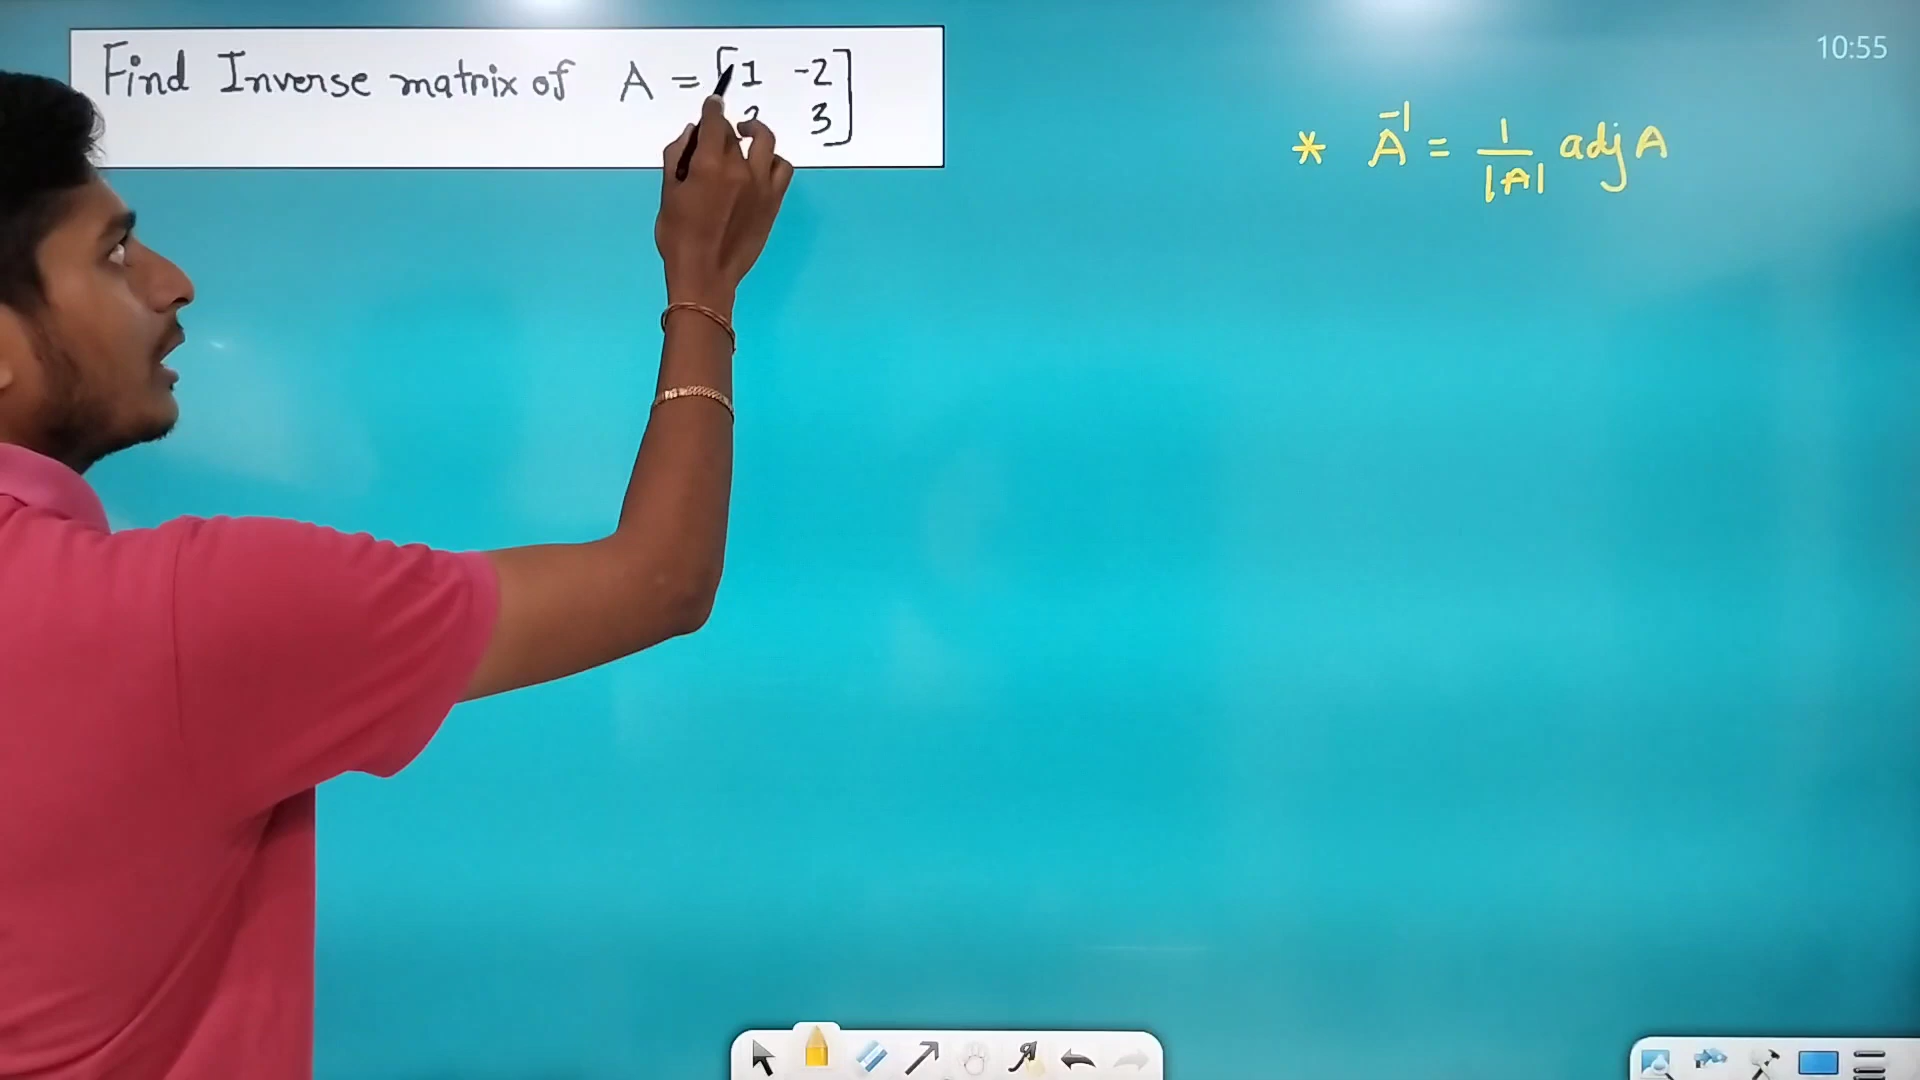 Find Inverse matrix of A = [1 -2
3]
10:55
* A⁻¹ = 1/|A| adj A